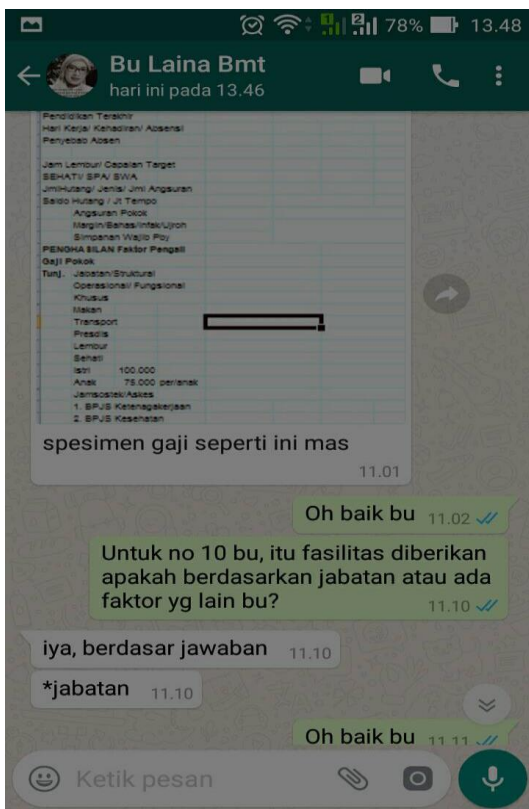 78% 13.48
Bu Laina Bmt
hari ini pada 13.46
Pendidikan Terakhir
Hari Kerja/ Kehadiran/ Absensi
Penyebab Absen
Jam Lembur/ Capaian Target
SEHATI/ SPA/ SWA
JmlHutang/ Jenis/ Jml Angsuran
Saldo Hutang / Jt Tempo
Angsuran Pokok
Margin/Bahas/Infak/Ujroh
Simpanan Wajib Pby
PENGHASILAN Faktor Pengali
Gaji Pokok
Tunj. Jabatan/Struktural
Operasional/ Fungsional
Khusus
Makan
Transport
Presdis
Lembur
Sehati
Istri 100.000
Anak 75.000 per/anak
Jamsostek/Askes
1. BPJS Ketenagakerjaan
2. BPJS Kesehatan
spesimen gaji seperti ini mas
11.01
Oh baik bu 11.02
Untuk no 10 bu, itu fasilitas diberikan
apakah berdasarkan jabatan atau ada
faktor yg lain bu? 11.10
iya, berdasar jawaban 11.10
*jabatan 11.10
Oh baik bu 11.11
Ketik pesan